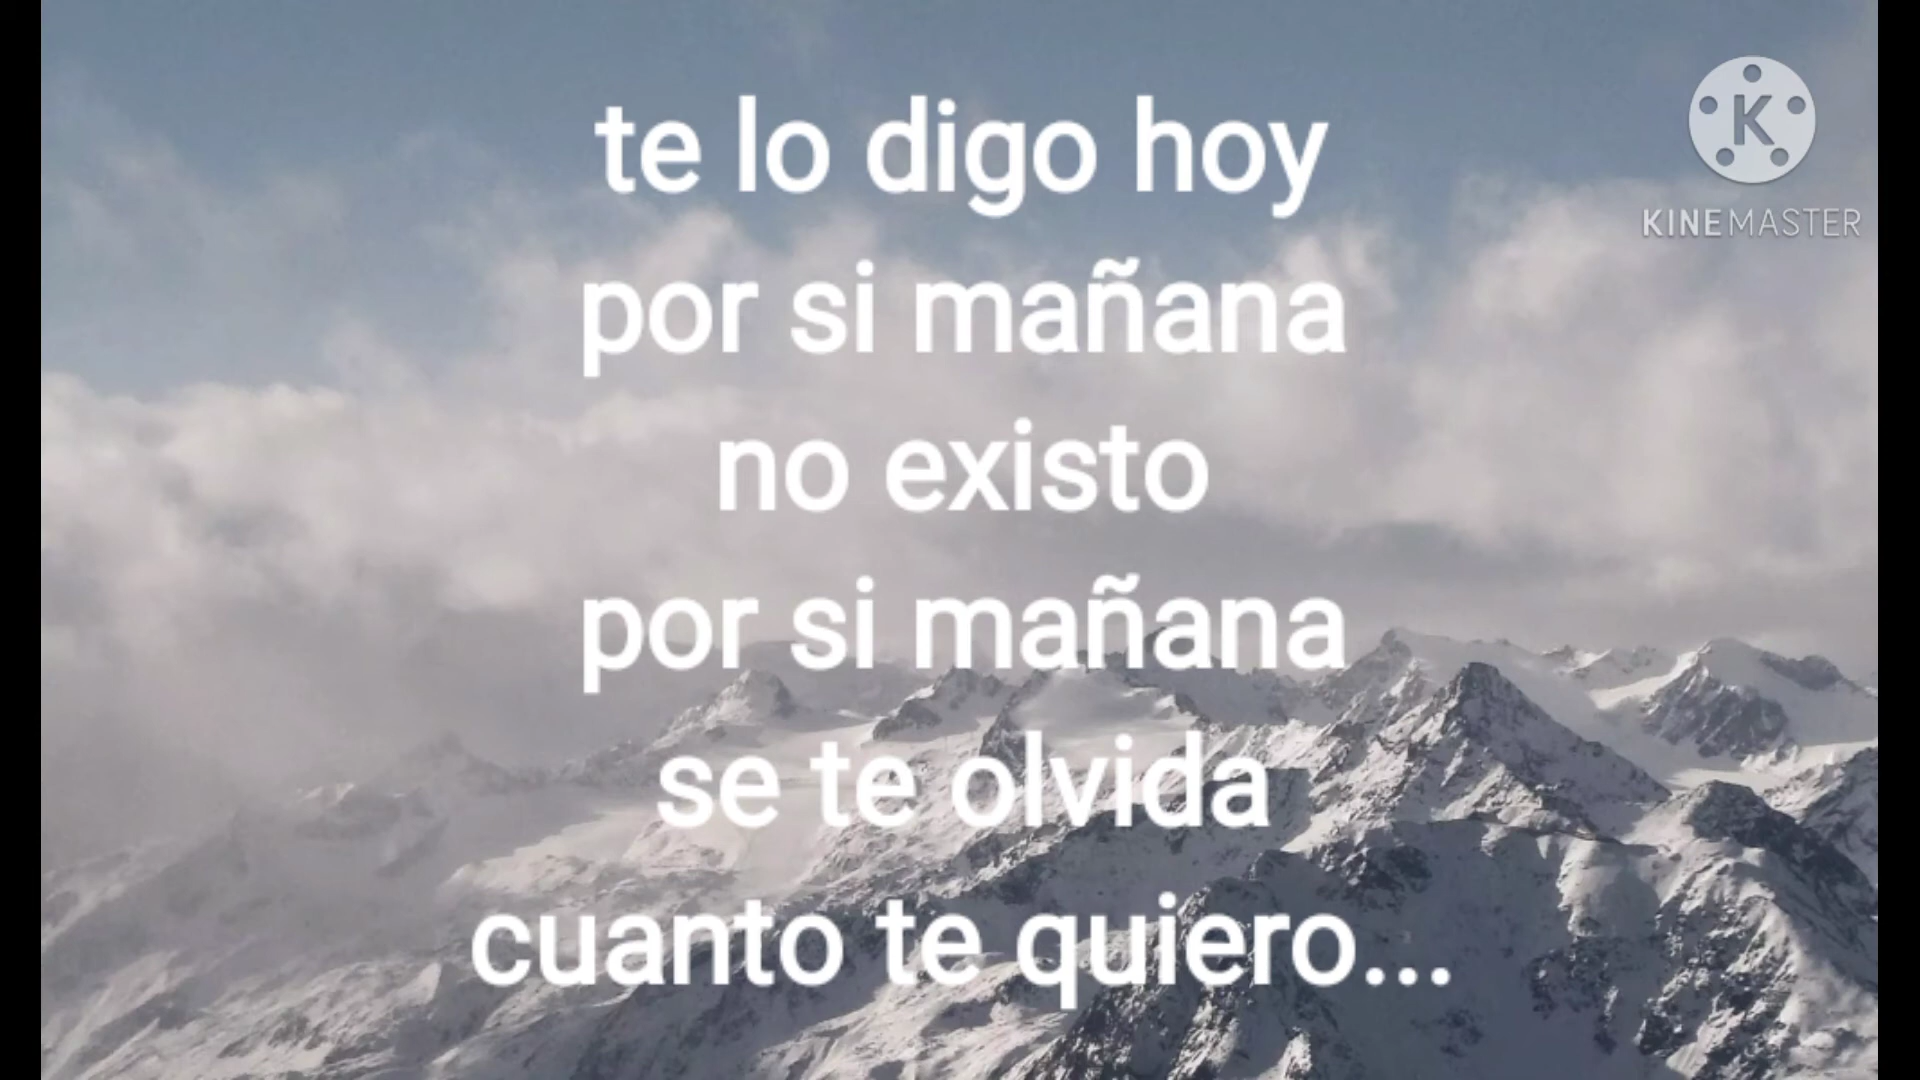 te lo digo hoy
por si mañana
no existo
por si mañana
se te olvida
cuanto te quiero...
K
KINEMASTER